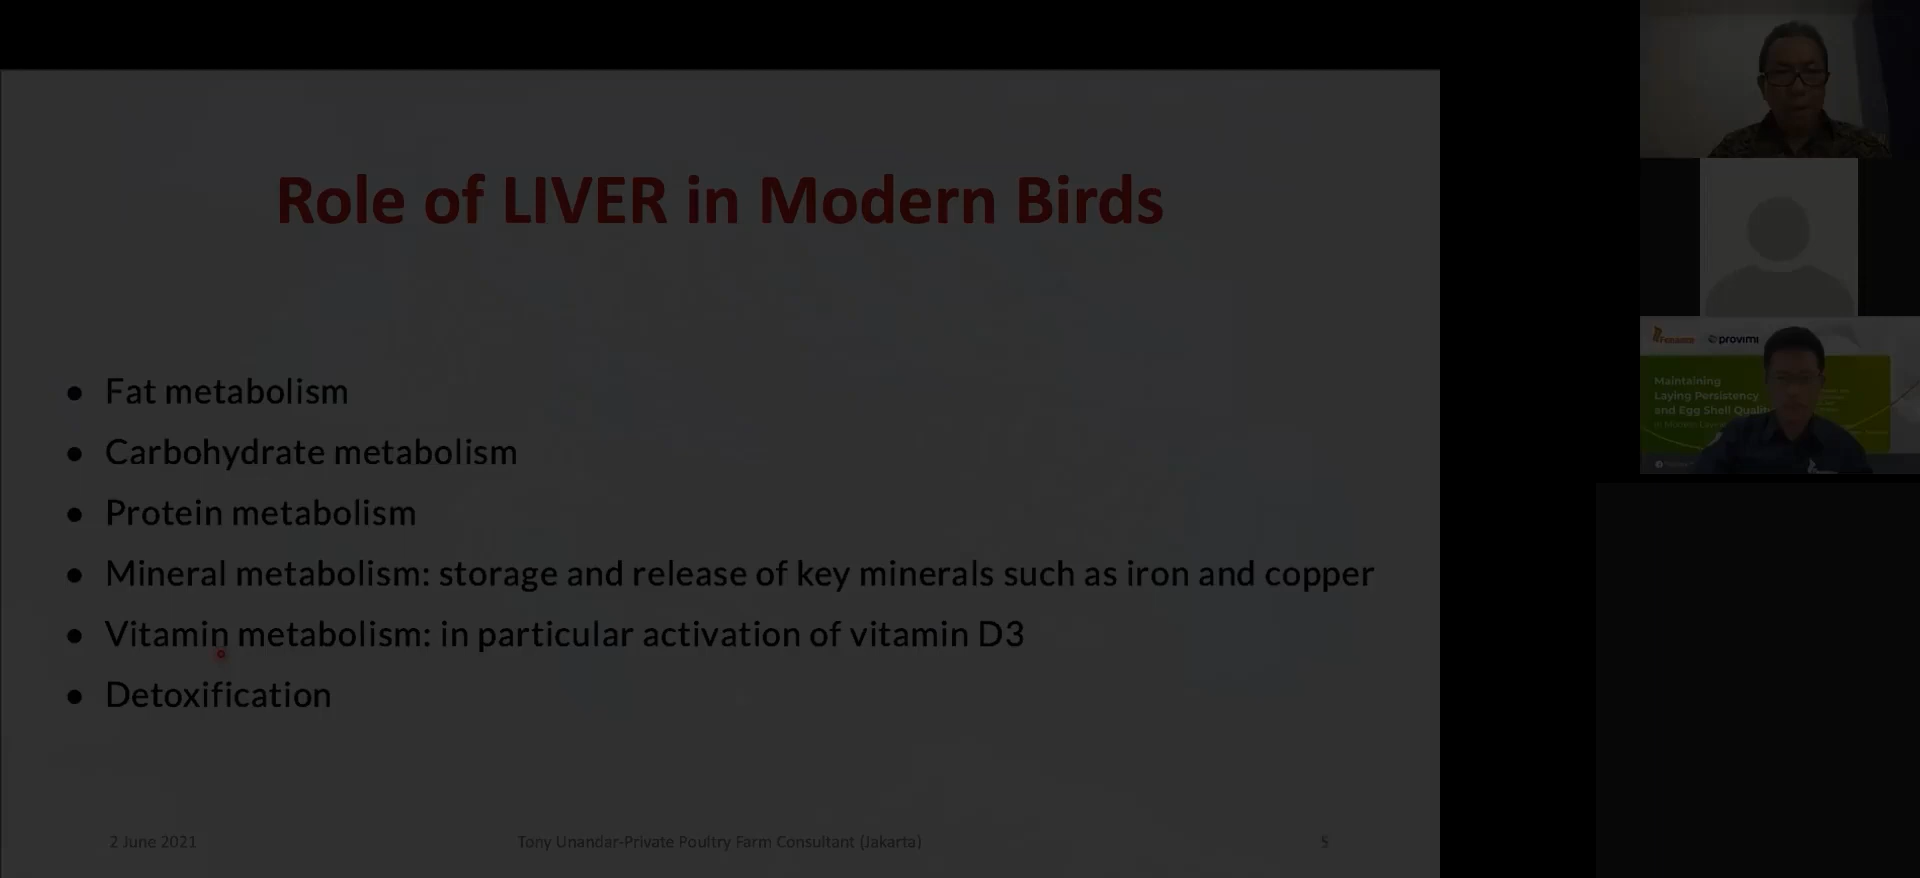 Role of LIVER in Modern Birds
• Fat metabolism
• Carbohydrate metabolism
• Protein metabolism
• Mineral metabolism: storage and release of key minerals such as iron and copper
• Vitamin metabolism: in particular activation of vitamin D3
• Detoxification
2 June 2021
Tony Unandar-Private Poultry Farm Consultant (Jakarta)
5
provimi
Maintaining
Laying Persistency
and Egg Shell Quality